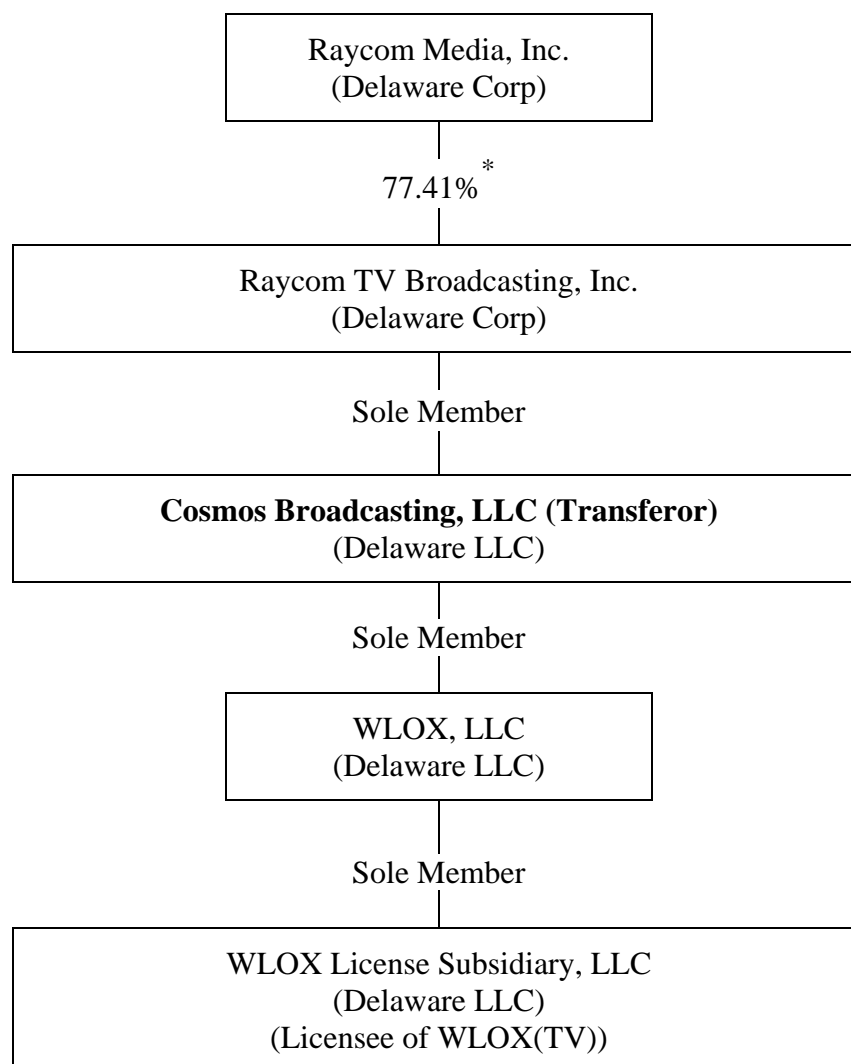 Raycom Media, Inc.
(Delaware Corp)
77.41%*
Raycom TV Broadcasting, Inc.
(Delaware Corp)
Sole Member
Cosmos Broadcasting, LLC (Transferor)
(Delaware LLC)
Sole Member
WLOX, LLC
(Delaware LLC)
Sole Member
WLOX License Subsidiary, LLC
(Delaware LLC)
(Licensee of WLOX(TV))